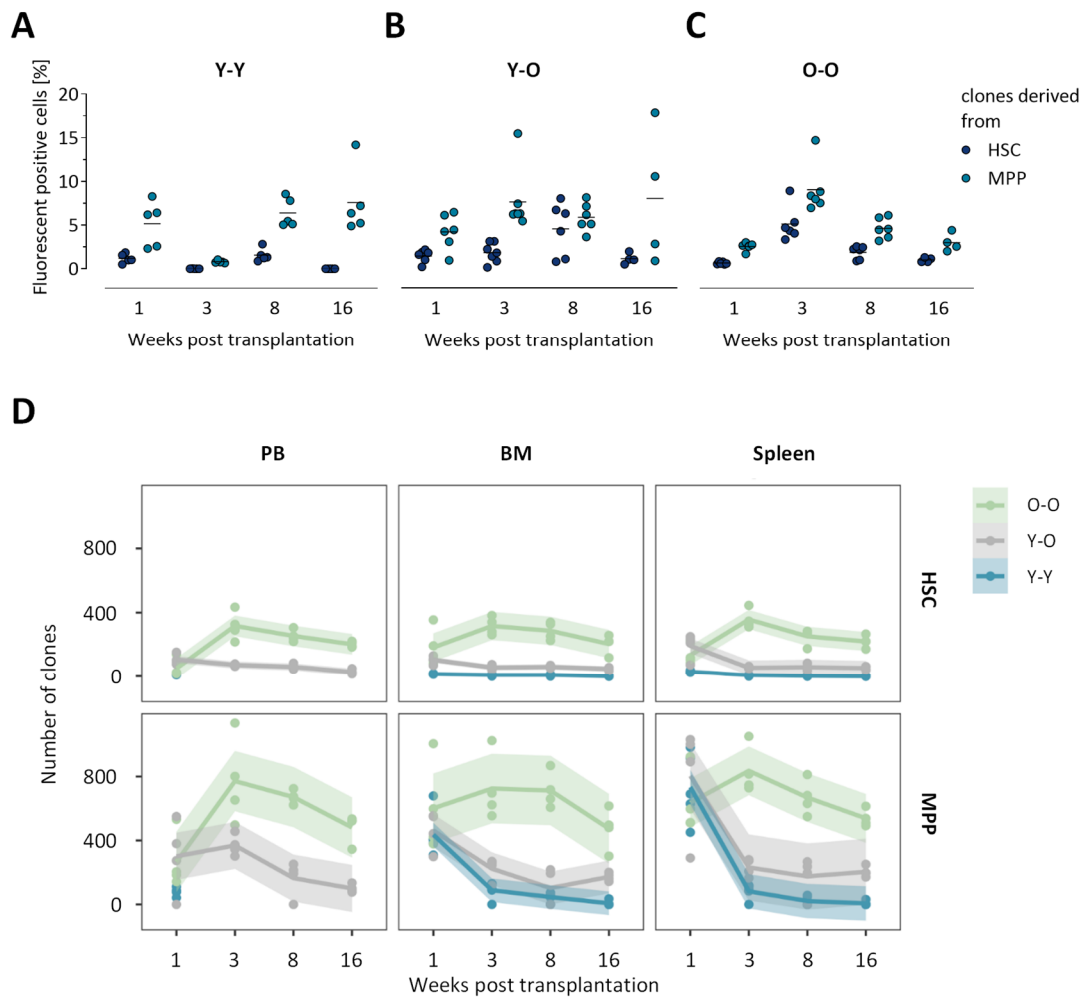 A
B
C
Y-Y
Y-O
O-O
Fluorescent positive cells [%]
20
15
10
5
0
1 3 8 16
1 3 8 16
1 3 8 16
Weeks post transplantation
Weeks post transplantation
Weeks post transplantation
clones derived
from
HSC
MPP
D
PB
BM
Spleen
Number of clones
800
400
0
HSC
800
400
0
MPP
1 3 8 16
1 3 8 16
1 3 8 16
Weeks post transplantation
O-O
Y-O
Y-Y